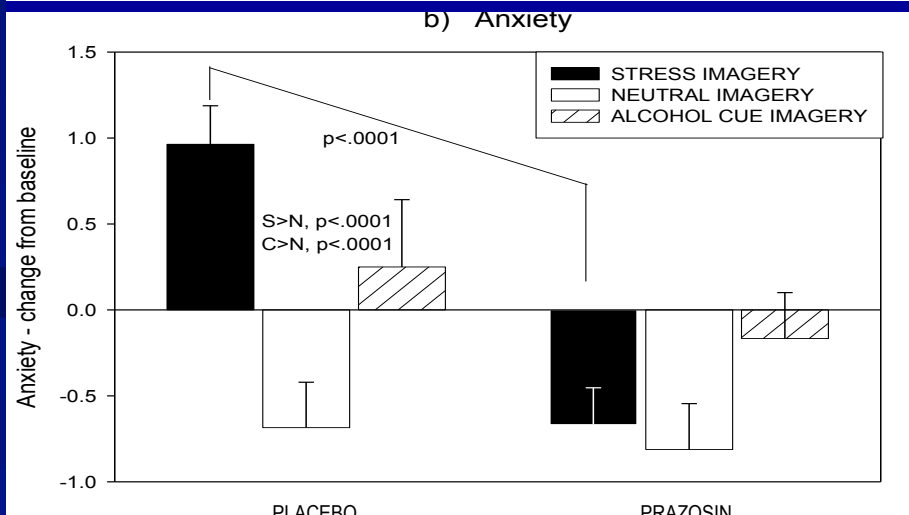 b) Anxiety
1.5
1.0
0.5
0.0
-0.5
-1.0
Anxiety - change from baseline
STRESS IMAGERY
NEUTRAL IMAGERY
ALCOHOL CUE IMAGERY
p<.0001
S>N, p<.0001
C>N, p<.0001
PLACEBO
PRAZOSIN